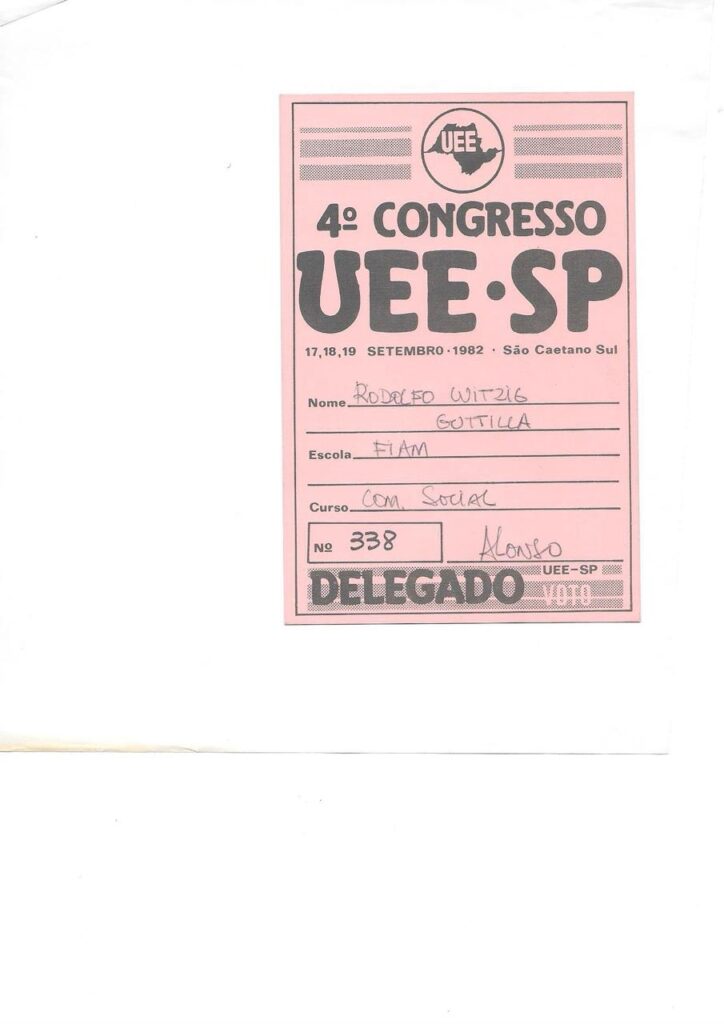 UEE
4º CONGRESSO
UEE·SP
17,18,19 SETEMBRO·1982 · São Caetano Sul
Nome RODOLFO WITZIG
GUTTILLA
Escola FIAM
Curso COM. SOCIAL
Nº 338
ALONSO
UEE-SP
DELEGADO VOTO